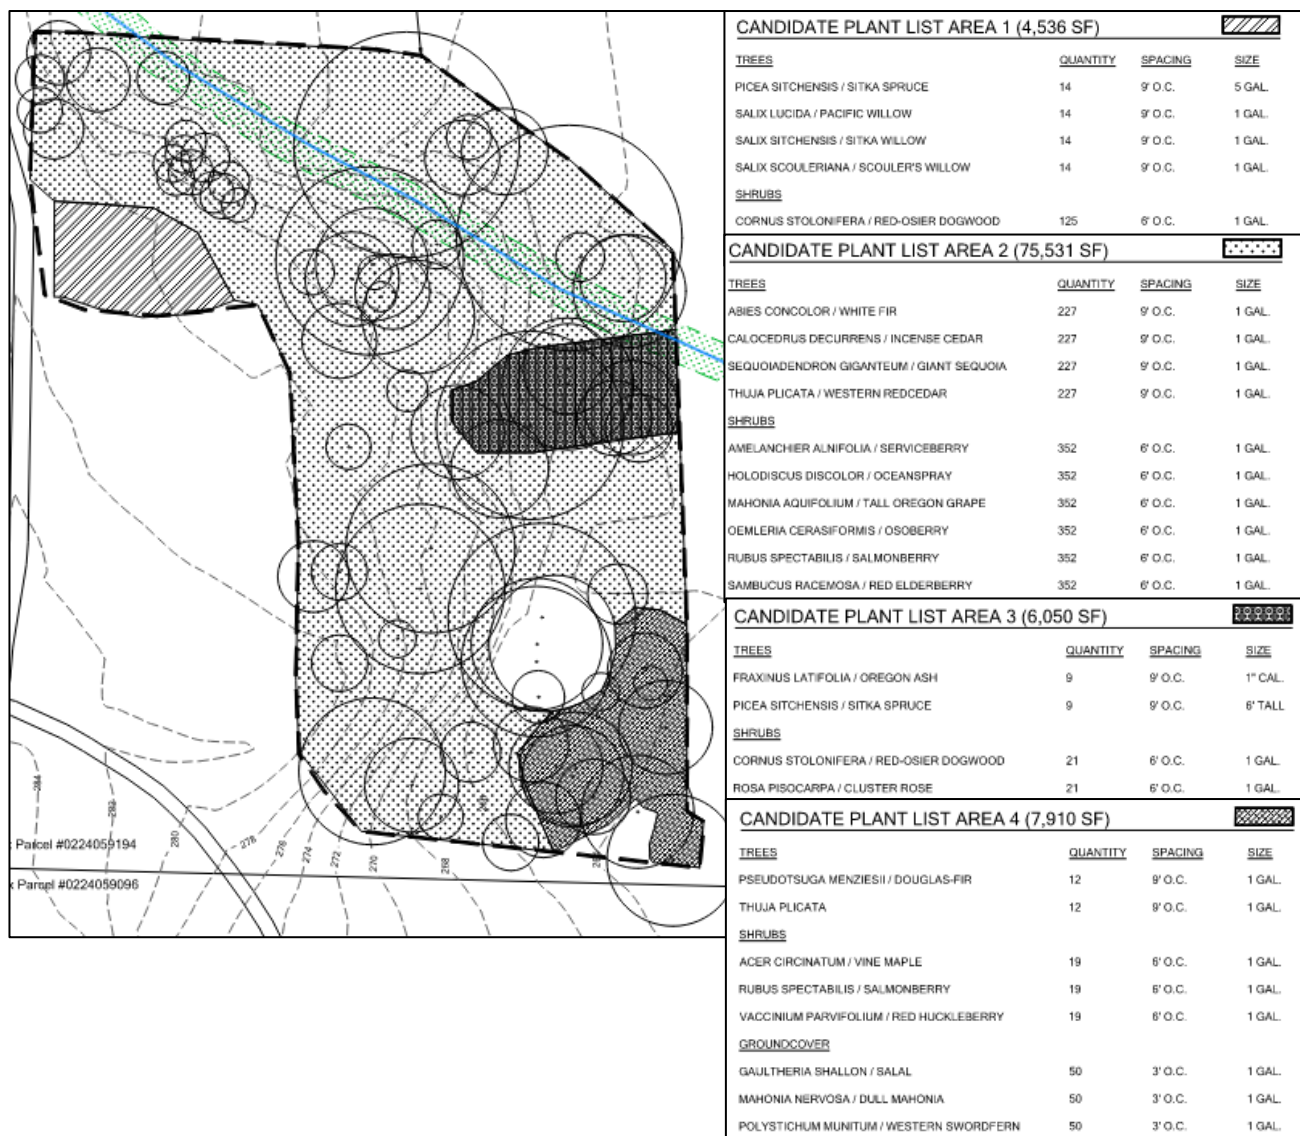 CANDIDATE PLANT LIST AREA 1 (4,536 SF)
TREES QUANTITY SPACING SIZE
PICEA SITCHENSIS / SITKA SPRUCE 14 9' O.C. 5 GAL.
SALIX LUCIDA / PACIFIC WILLOW 14 9' O.C. 1 GAL.
SALIX SITCHENSIS / SITKA WILLOW 14 9' O.C. 1 GAL.
SALIX SCOULERIANA / SCOULER'S WILLOW 14 9' O.C. 1 GAL.
SHRUBS
CORNUS STOLONIFERA / RED-OSIER DOGWOOD 125 6' O.C. 1 GAL.
CANDIDATE PLANT LIST AREA 2 (75,531 SF)
TREES QUANTITY SPACING SIZE
ABIES CONCOLOR / WHITE FIR 227 9' O.C. 1 GAL.
CALOCEDRUS DECURRENS / INCENSE CEDAR 227 9' O.C. 1 GAL.
SEQUOIADENDRON GIGANTEUM / GIANT SEQUOIA 227 9' O.C. 1 GAL.
THUJA PLICATA / WESTERN REDCEDAR 227 9' O.C. 1 GAL.
SHRUBS
AMELANCHIER ALNIFOLIA / SERVICEBERRY 352 6' O.C. 1 GAL.
HOLODISCUS DISCOLOR / OCEANSPRAY 352 6' O.C. 1 GAL.
MAHONIA AQUIFOLIUM / TALL OREGON GRAPE 352 6' O.C. 1 GAL.
OEMLERIA CERASIFORMIS / OSOBERRY 352 6' O.C. 1 GAL.
RUBUS SPECTABILIS / SALMONBERRY 352 6' O.C. 1 GAL.
SAMBUCUS RACEMOSA / RED ELDERBERRY 352 6' O.C. 1 GAL.
CANDIDATE PLANT LIST AREA 3 (6,050 SF)
TREES QUANTITY SPACING SIZE
FRAXINUS LATIFOLIA / OREGON ASH 9 9' O.C. 1" CAL.
PICEA SITCHENSIS / SITKA SPRUCE 9 9' O.C. 6' TALL
SHRUBS
CORNUS STOLONIFERA / RED-OSIER DOGWOOD 21 6' O.C. 1 GAL.
ROSA PISOCARPA / CLUSTER ROSE 21 6' O.C. 1 GAL.
CANDIDATE PLANT LIST AREA 4 (7,910 SF)
TREES QUANTITY SPACING SIZE
PSEUDOTSUGA MENZIESII / DOUGLAS-FIR 12 9' O.C. 1 GAL.
THUJA PLICATA 12 9' O.C. 1 GAL.
SHRUBS
ACER CIRCINATUM / VINE MAPLE 19 6' O.C. 1 GAL.
RUBUS SPECTABILIS / SALMONBERRY 19 6' O.C. 1 GAL.
VACCINIUM PARVIFOLIUM / RED HUCKLEBERRY 19 6' O.C. 1 GAL.
GROUNDCOVER
GAULTHERIA SHALLON / SALAL 50 3' O.C. 1 GAL.
MAHONIA NERVOSA / DULL MAHONIA 50 3' O.C. 1 GAL.
POLYSTICHUM MUNITUM / WESTERN SWORDFERN 50 3' O.C. 1 GAL.
284
282
280
278
276
274
272
270
268
Parcel #0224059194
Parcel #0224059096